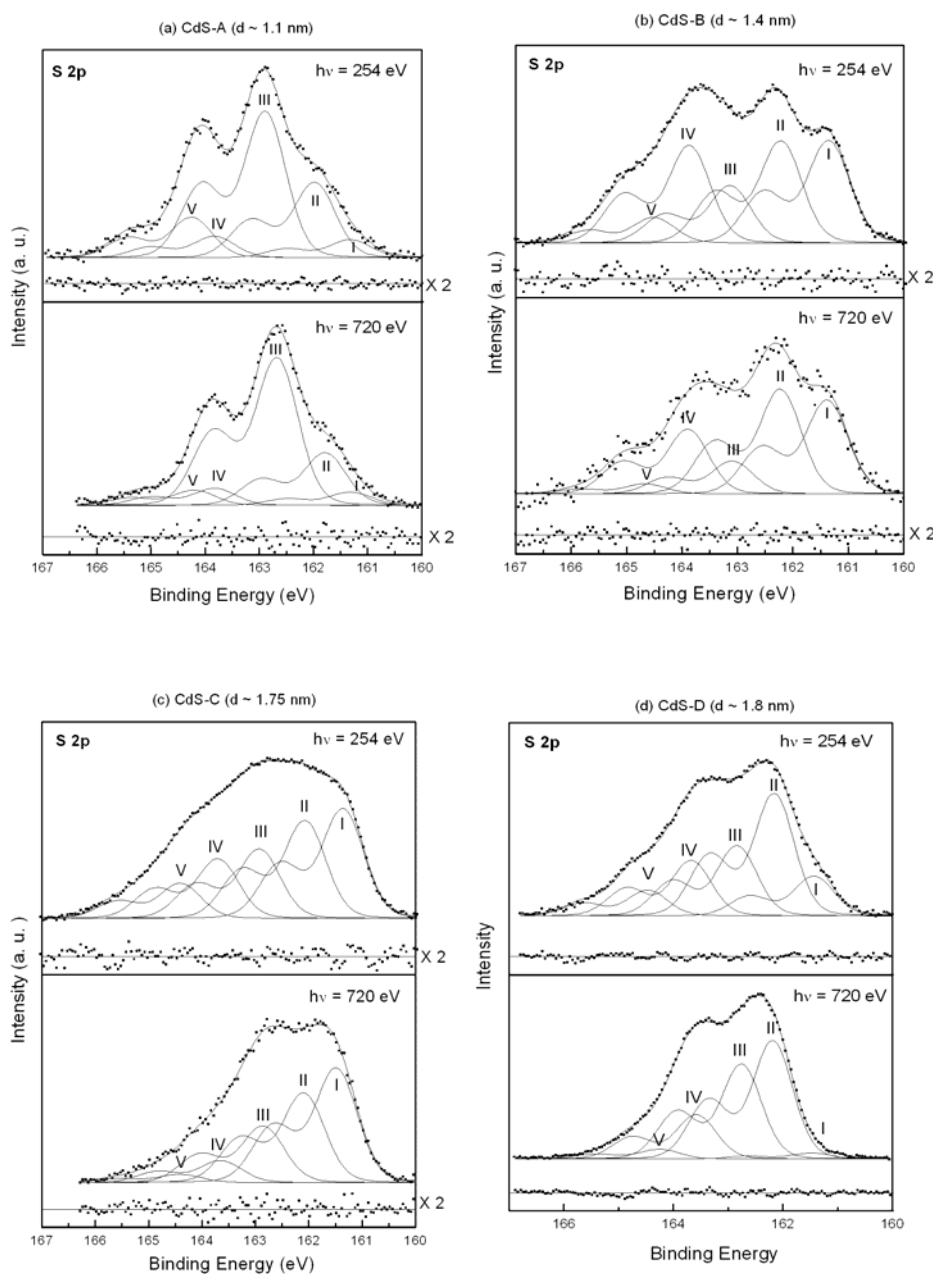 (a) CdS-A (d ~ 1.1 nm)
S 2p
hν = 254 eV
III
II
V
IV
I
X 2
hν = 720 eV
III
II
V
IV
I
X 2
167 166 165 164 163 162 161 160
Binding Energy (eV)
Intensity (a. u.)
(b) CdS-B (d ~ 1.4 nm)
S 2p
hν = 254 eV
IV
II
I
III
V
X 2
hν = 720 eV
II
I
IV
III
V
X 2
167 166 165 164 163 162 161 160
Binding Energy (eV)
Intensity (a. u.)
(c) CdS-C (d ~ 1.75 nm)
S 2p
hν = 254 eV
II
I
III
IV
V
X 2
hν = 720 eV
II
I
III
IV
V
X 2
167 166 165 164 163 162 161 160
Binding Energy (eV)
Intensity (a. u. )
(d) CdS-D (d ~ 1.8 nm)
S 2p
hν = 254 eV
II
III
IV
V
I
hν = 720 eV
II
III
IV
V
I
166 164 162 160
Binding Energy
Intensity